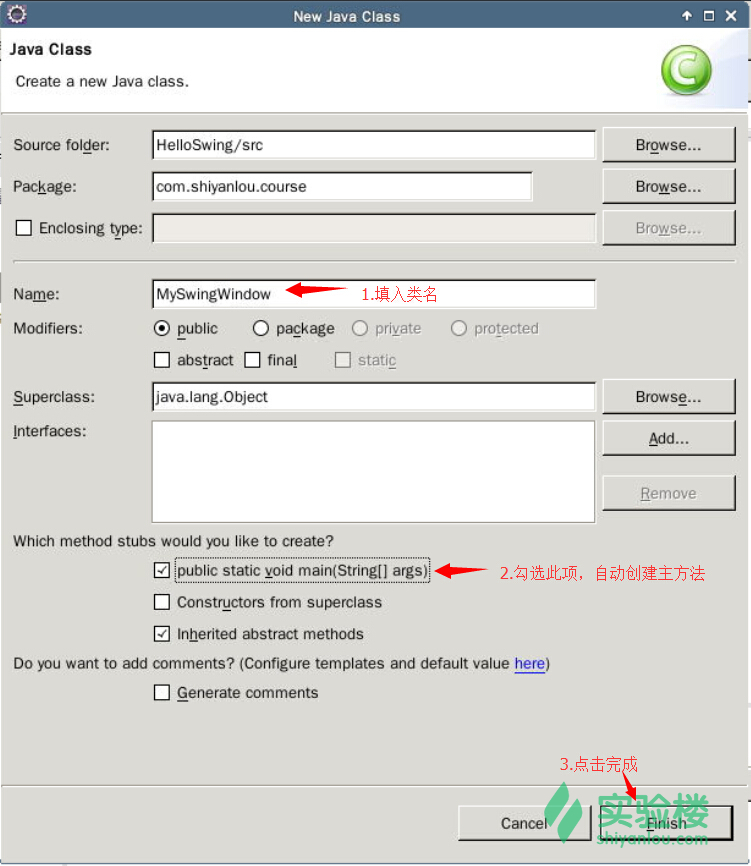 New Java Class
Java Class
Create a new Java class.
C
Source folder: HelloSwing/src Browse...
Package: com.shiyanlou.course Browse...
Enclosing type: Browse...
Name: MySwingWindow 1.填入类名
Modifiers: public package private protected
abstract final static
Superclass: java.lang.Object Browse...
Interfaces: Add...
Remove
Which method stubs would you like to create?
public static void main(String[] args) 2.勾选此项，自动创建主方法
Constructors from superclass
Inherited abstract methods
Do you want to add comments? (Configure templates and default value here)
Generate comments
3.点击完成
Cancel Finish
实验楼
shiyanlou.com